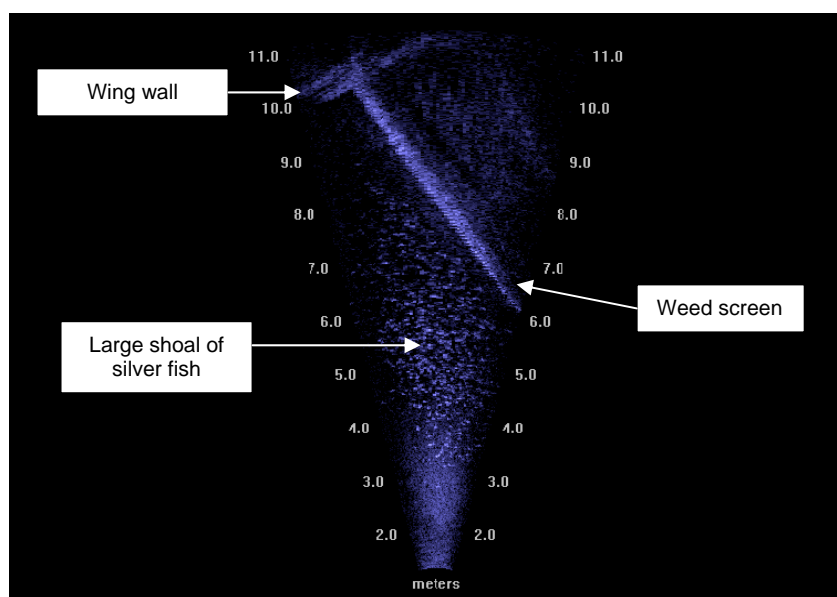 11.0 11.0
Wing wall
10.0 10.0
9.0 9.0
8.0 8.0
7.0 7.0
Weed screen
6.0 6.0
Large shoal of
silver fish
5.0 5.0
4.0 4.0
3.0 3.0
2.0 2.0
meters